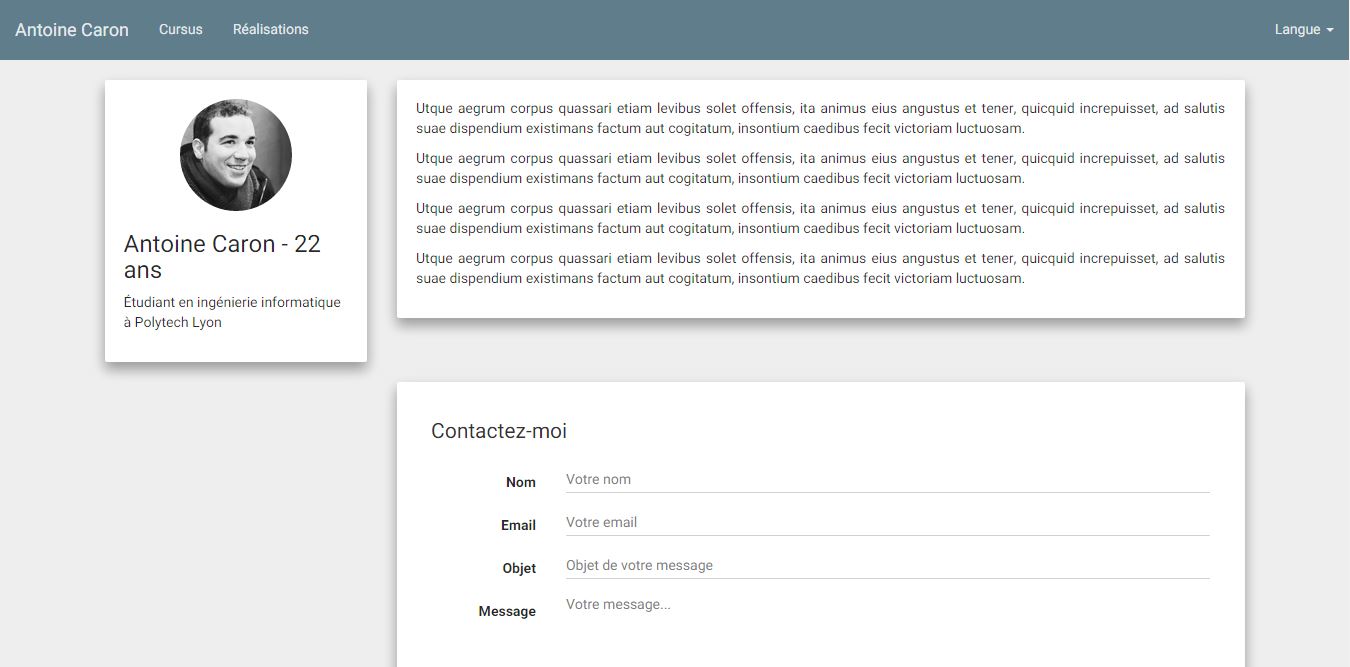 Antoine Caron Cursus Réalisations Langue
Antoine Caron - 22
ans
Étudiant en ingénierie informatique
à Polytech Lyon
Utque aegrum corpus quassari etiam levibus solet offensis, ita animus eius angustus et tener, quicquid increpuisset, ad salutis
suae dispendium existimans factum aut cogitatum, insontium caedibus fecit victoriam luctuosam.
Utque aegrum corpus quassari etiam levibus solet offensis, ita animus eius angustus et tener, quicquid increpuisset, ad salutis
suae dispendium existimans factum aut cogitatum, insontium caedibus fecit victoriam luctuosam.
Utque aegrum corpus quassari etiam levibus solet offensis, ita animus eius angustus et tener, quicquid increpuisset, ad salutis
suae dispendium existimans factum aut cogitatum, insontium caedibus fecit victoriam luctuosam.
Utque aegrum corpus quassari etiam levibus solet offensis, ita animus eius angustus et tener, quicquid increpuisset, ad salutis
suae dispendium existimans factum aut cogitatum, insontium caedibus fecit victoriam luctuosam.
Contactez-moi
Nom Votre nom
Email Votre email
Objet Objet de votre message
Message Votre message...